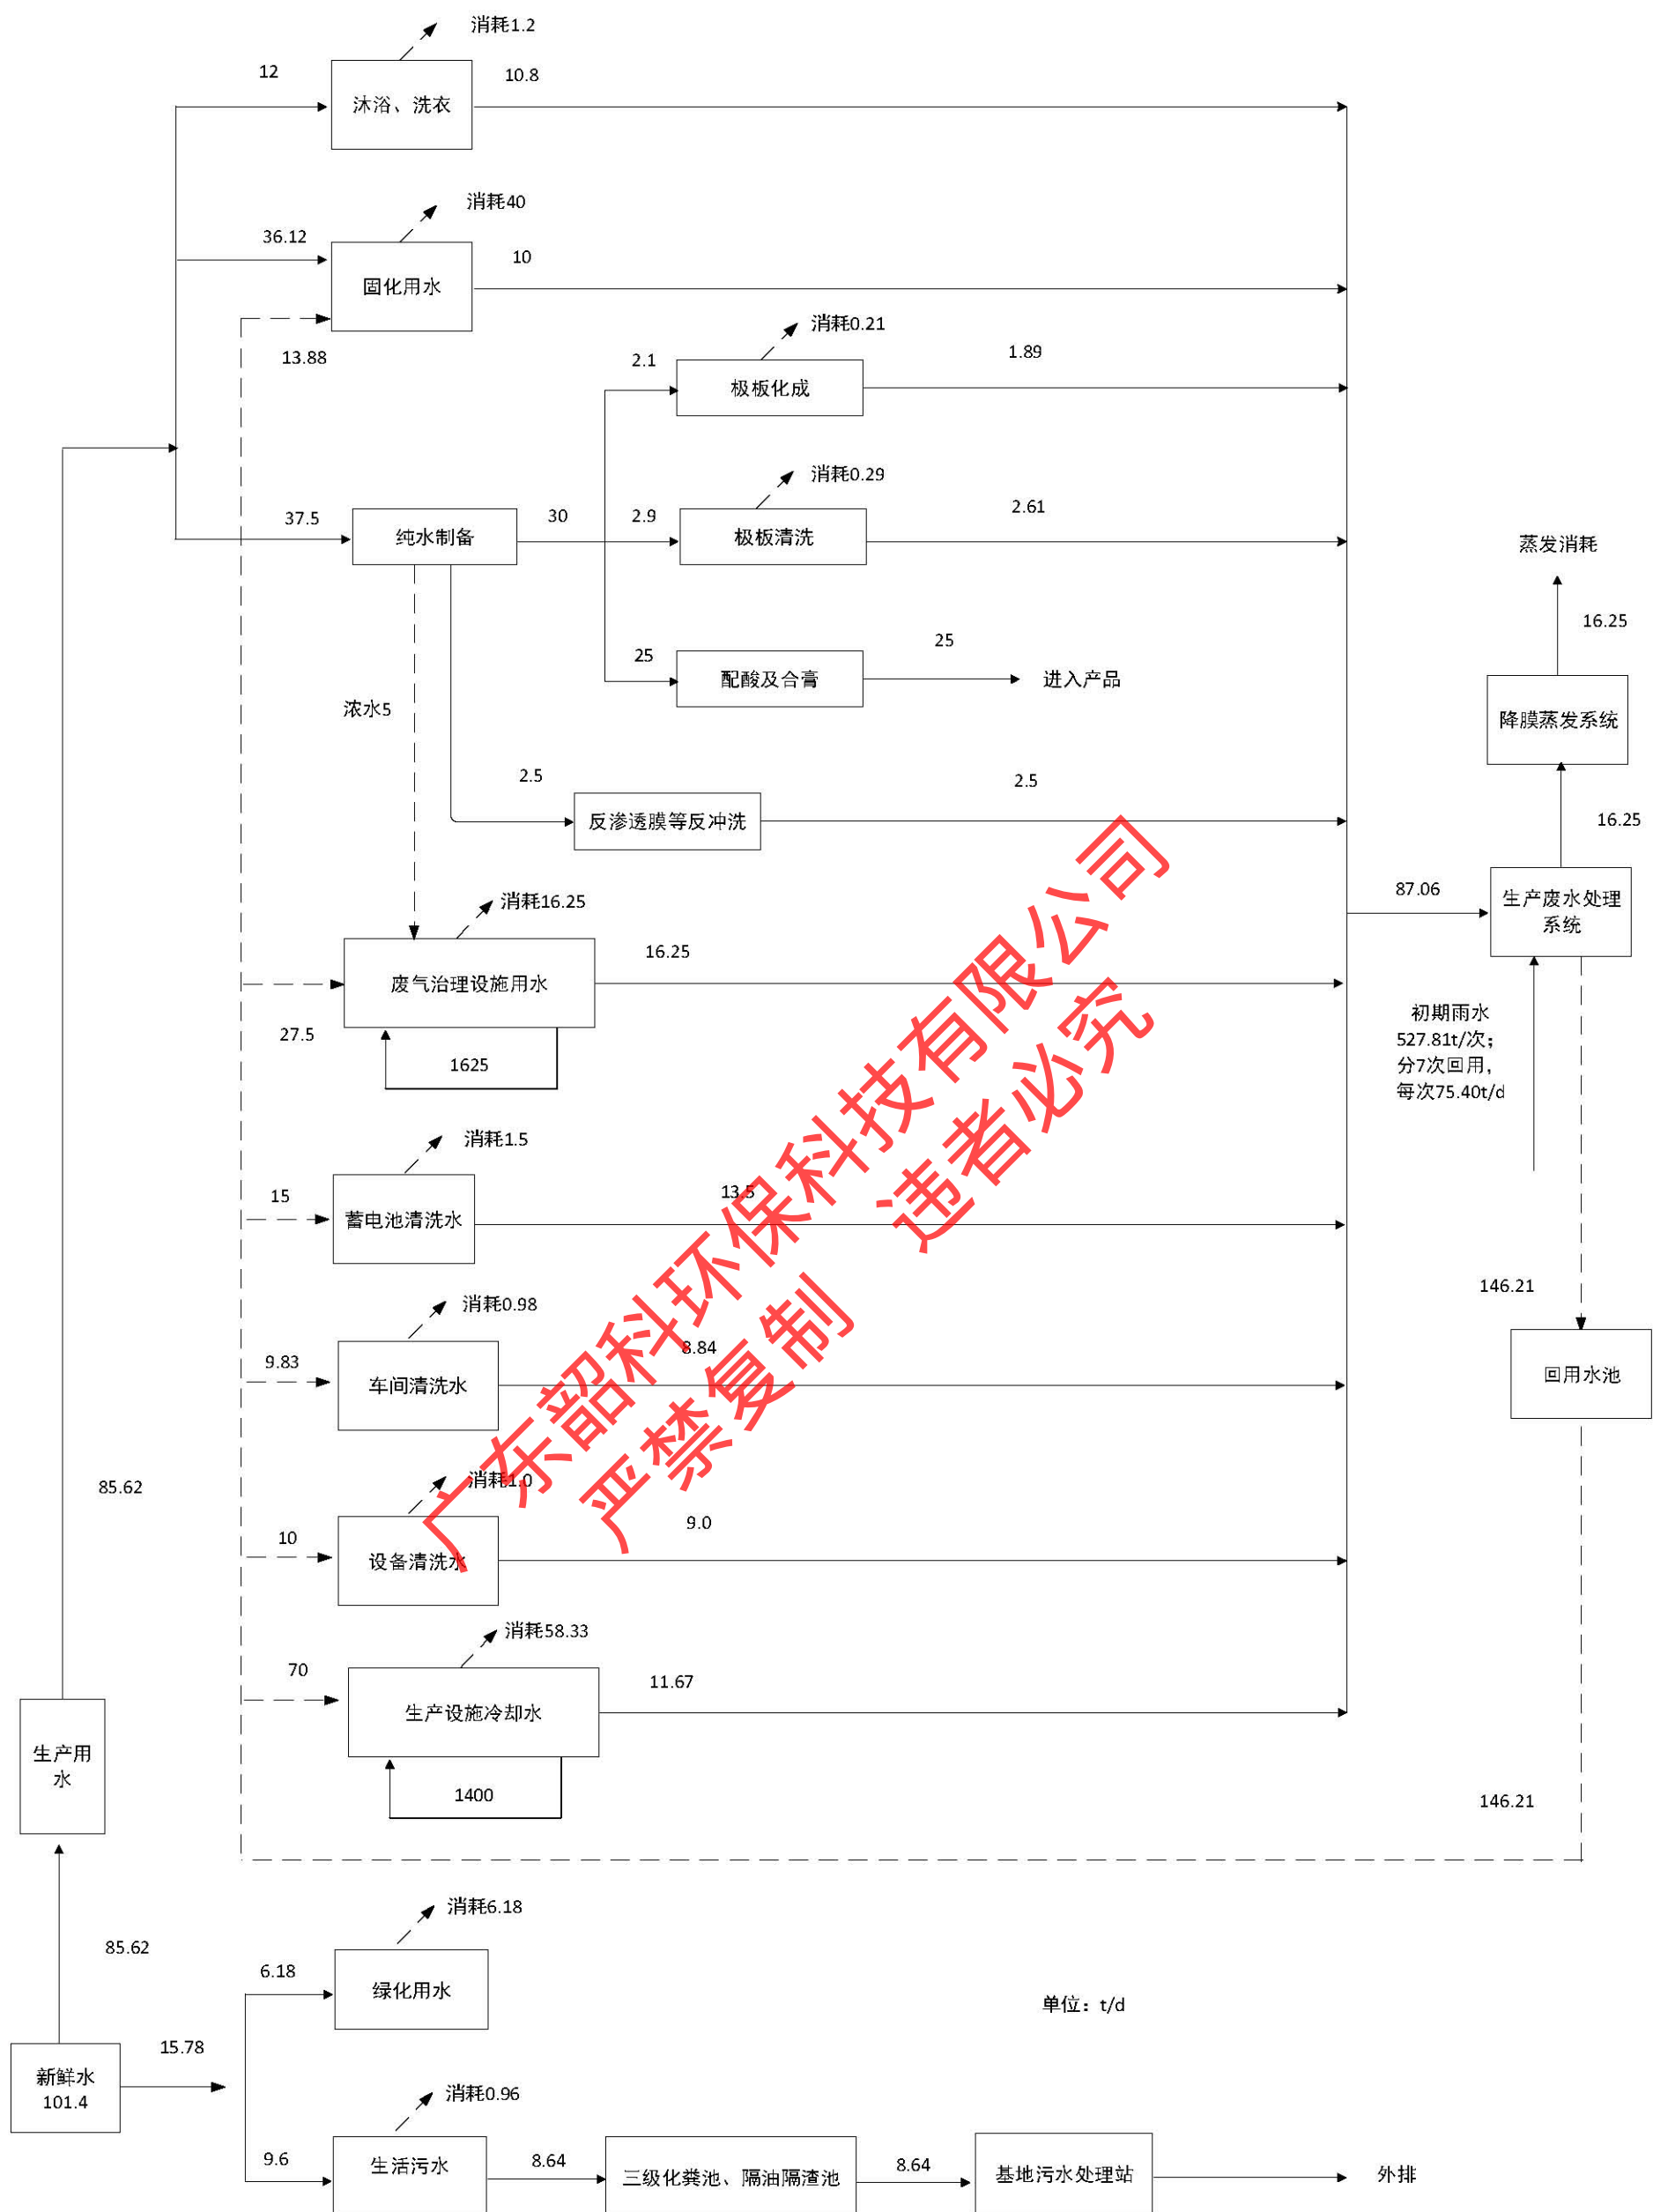 消耗1.2
12
10.8
沐浴、洗衣
消耗40
36.12
10
固化用水
13.88
消耗0.21
2.1
1.89
极板化成
消耗0.29
37.5
30
2.9
2.61
纯水制备
极板清洗
蒸发消耗
16.25
25
25
配酸及合膏
进入产品
浓水5
降膜蒸发系统
2.5
2.5
反渗透膜等反冲洗
16.25
87.06
生产废水处理
系统
消耗16.25
16.25
废气治理设施用水
27.5
1625
初期雨水
527.81t/次；
分7次回用，
每次75.40t/d
消耗1.5
15
13.5
蓄电池清洗水
146.21
消耗0.98
9.83
8.84
车间清洗水
回用水池
消耗1.0
85.62
10
9.0
设备清洗水
消耗58.33
70
11.67
生产设施冷却水
生产用
水
1400
146.21
消耗6.18
85.62
6.18
绿化用水
单位：t/d
15.78
新鲜水
101.4
消耗0.96
9.6
生活污水
8.64
三级化粪池、隔油隔渣池
8.64
基地污水处理站
外排
广东韶科环保科技有限公司
严禁复制 违者必究